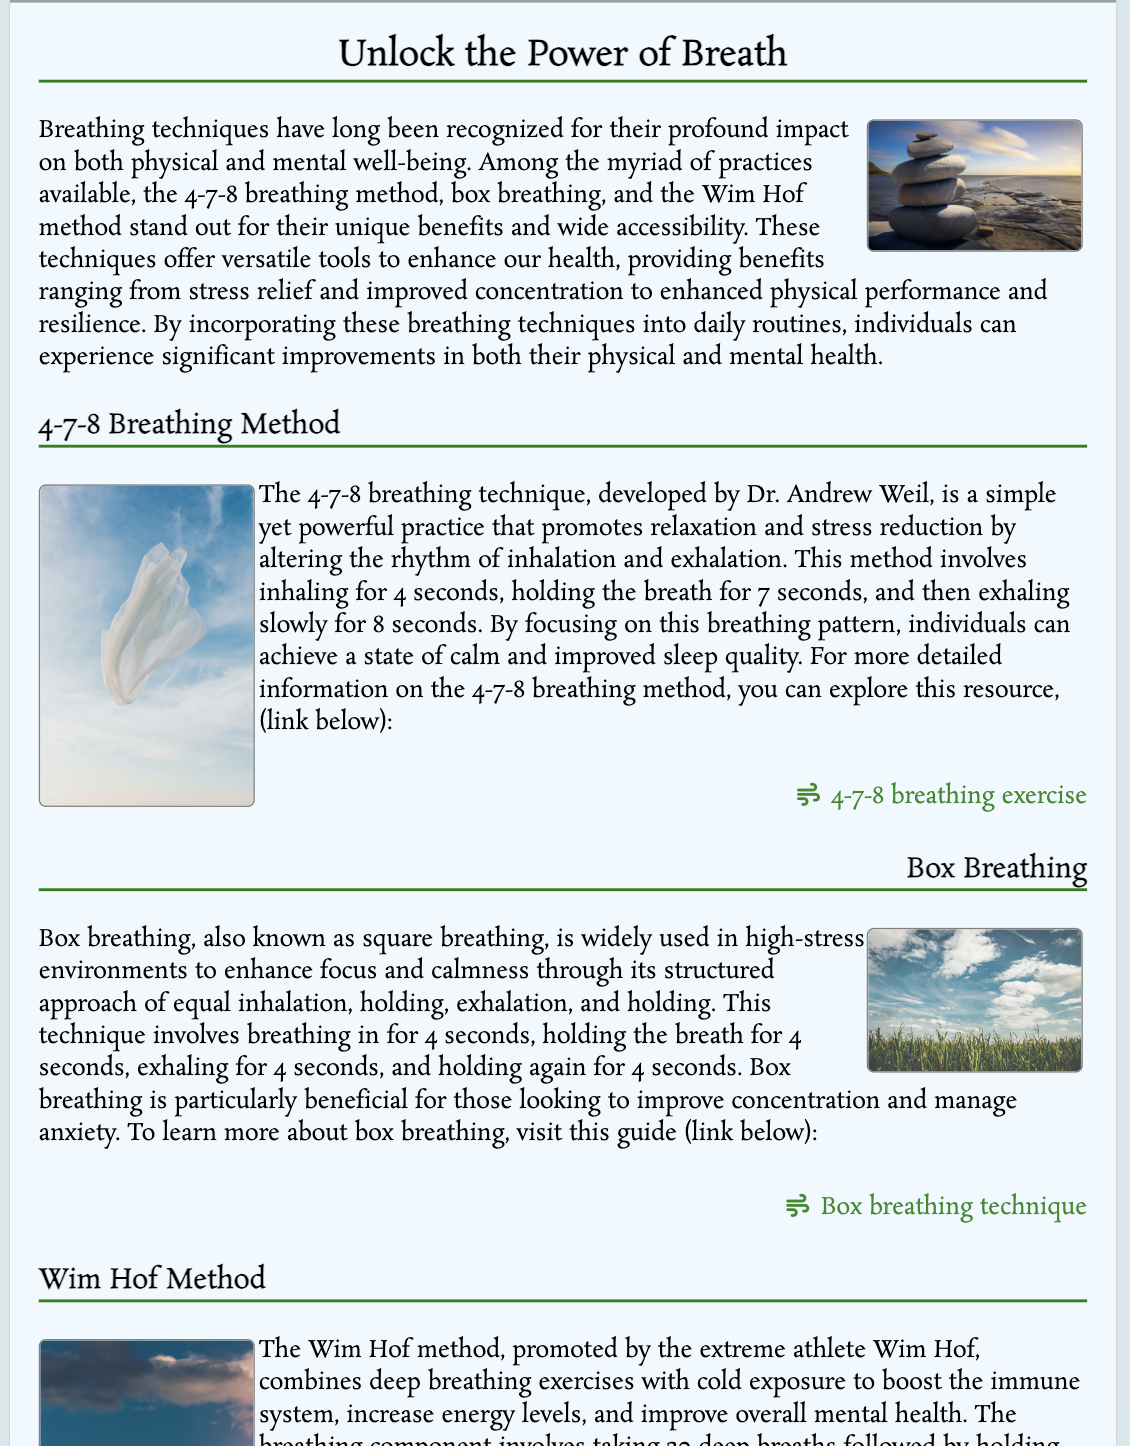 Unlock the Power of Breath
Breathing techniques have long been recognized for their profound impact
on both physical and mental well-being. Among the myriad of practices
available, the 4-7-8 breathing method, box breathing, and the Wim Hof
method stand out for their unique benefits and wide accessibility. These
techniques offer versatile tools to enhance our health, providing benefits
ranging from stress relief and improved concentration to enhanced physical performance and
resilience. By incorporating these breathing techniques into daily routines, individuals can
experience significant improvements in both their physical and mental health.
4-7-8 Breathing Method
The 4-7-8 breathing technique, developed by Dr. Andrew Weil, is a simple
yet powerful practice that promotes relaxation and stress reduction by
altering the rhythm of inhalation and exhalation. This method involves
inhaling for 4 seconds, holding the breath for 7 seconds, and then exhaling
slowly for 8 seconds. By focusing on this breathing pattern, individuals can
achieve a state of calm and improved sleep quality. For more detailed
information on the 4-7-8 breathing method, you can explore this resource,
(link below):
4-7-8 breathing exercise
Box Breathing
Box breathing, also known as square breathing, is widely used in high-stress
environments to enhance focus and calmness through its structured
approach of equal inhalation, holding, exhalation, and holding. This
technique involves breathing in for 4 seconds, holding the breath for 4
seconds, exhaling for 4 seconds, and holding again for 4 seconds. Box
breathing is particularly beneficial for those looking to improve concentration and manage
anxiety. To learn more about box breathing, visit this guide (link below):
Box breathing technique
Wim Hof Method
The Wim Hof method, promoted by the extreme athlete Wim Hof,
combines deep breathing exercises with cold exposure to boost the immune
system, increase energy levels, and improve overall mental health. The
breathing component involves taking 30 deep breaths followed by holding